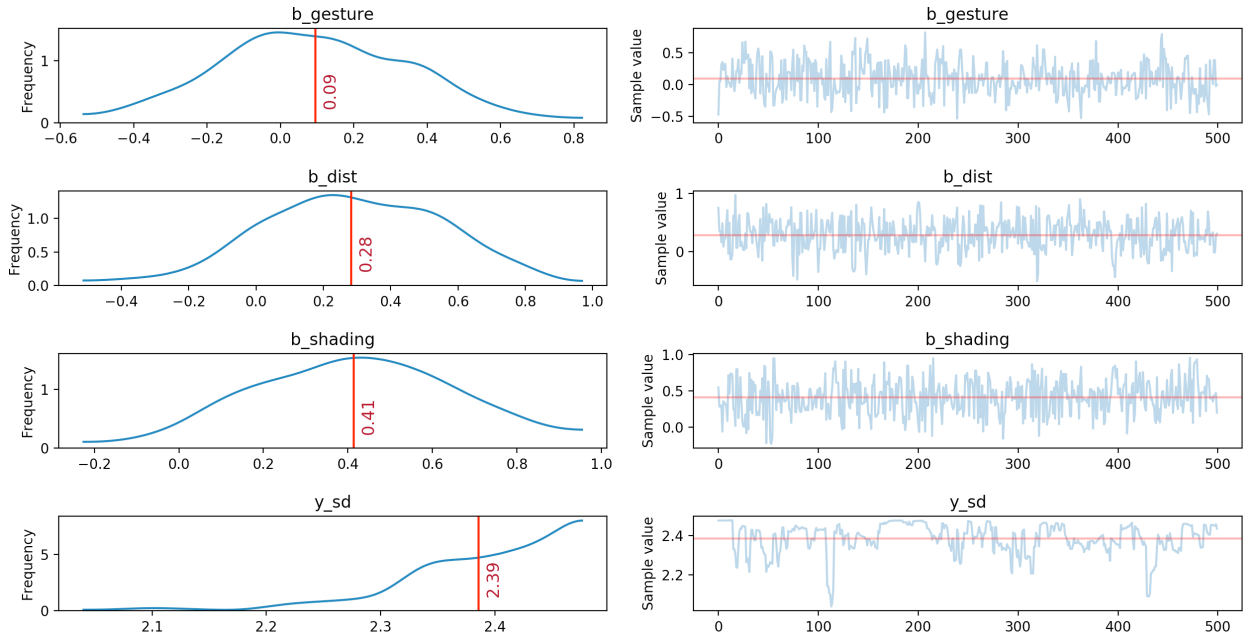 b_gesture
Frequency
1
0
0.09
−0.6 −0.4 −0.2 0.0 0.2 0.4 0.6 0.8
b_gesture
Sample value
0.5
0.0
−0.5
0 100 200 300 400 500
b_dist
Frequency
1.0
0.5
0.0
0.28
−0.4 −0.2 0.0 0.2 0.4 0.6 0.8 1.0
b_dist
Sample value
1
0
0 100 200 300 400 500
b_shading
Frequency
1
0
0.41
−0.2 0.0 0.2 0.4 0.6 0.8 1.0
b_shading
Sample value
1.0
0.5
0.0
0 100 200 300 400 500
y_sd
Frequency
5
0
2.39
2.1 2.2 2.3 2.4
y_sd
Sample value
2.4
2.2
0 100 200 300 400 500